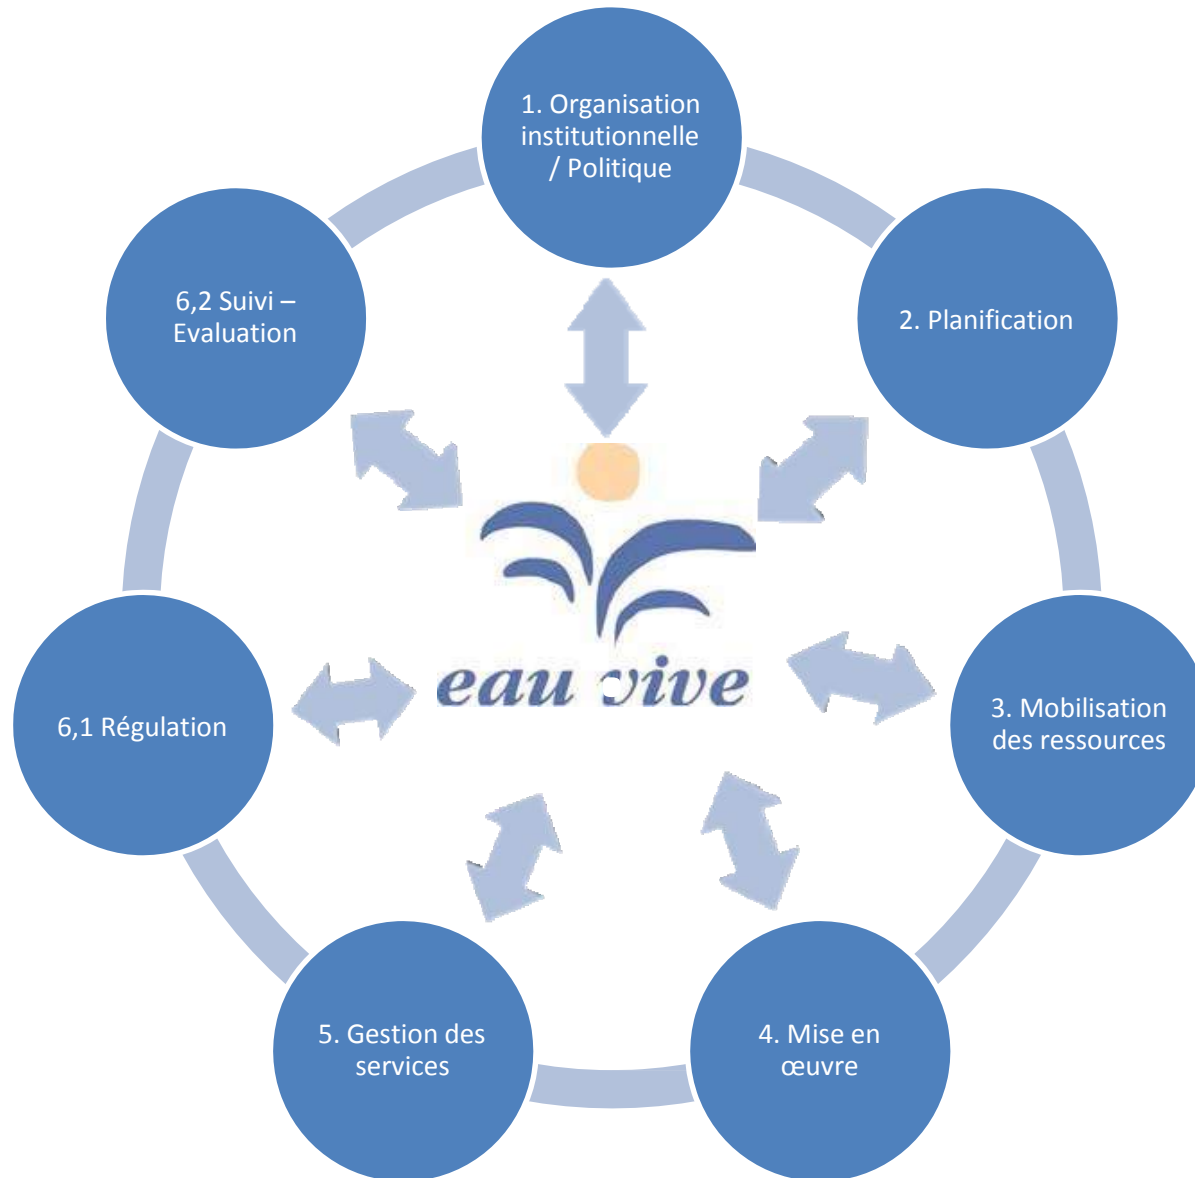 1. Organisation
institutionnelle
/ Politique
2. Planification
3. Mobilisation
des ressources
4. Mise en
œuvre
5. Gestion des
services
6,1 Régulation
6,2 Suivi –
Evaluation
eau vive